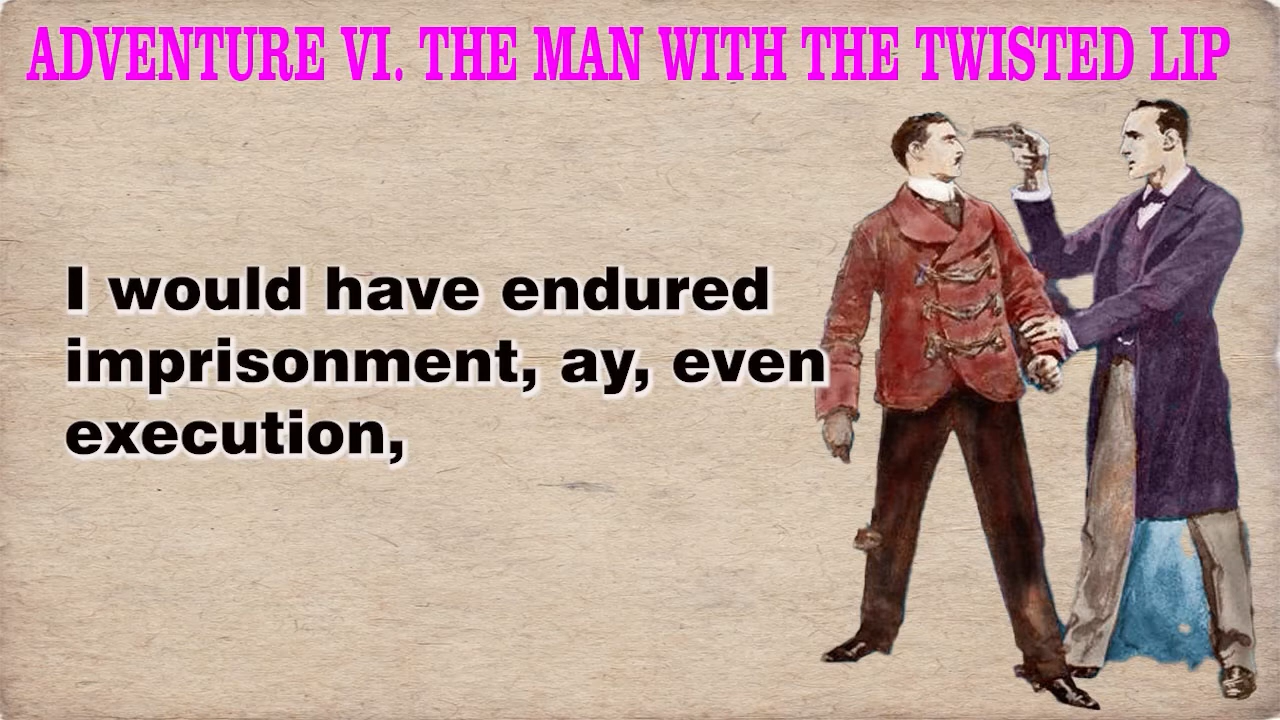 ADVENTURE VI. THE MAN WITH THE TWISTED LIP
I would have endured
imprisonment, ay, even
execution,